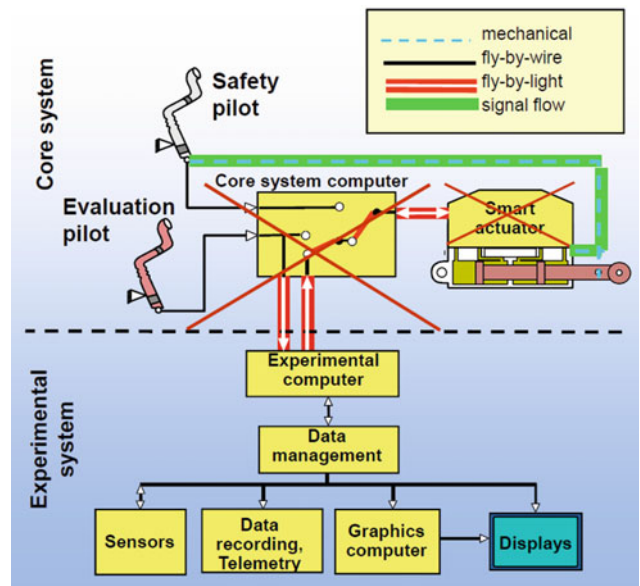 mechanical
fly-by-wire
fly-by-light
signal flow
Core system
Safety
pilot
Core system computer
Evaluation
pilot
Smart
actuator
Experimental
system
Experimental
computer
Data
management
Sensors
Data
recording,
Telemetry
Graphics
computer
Displays